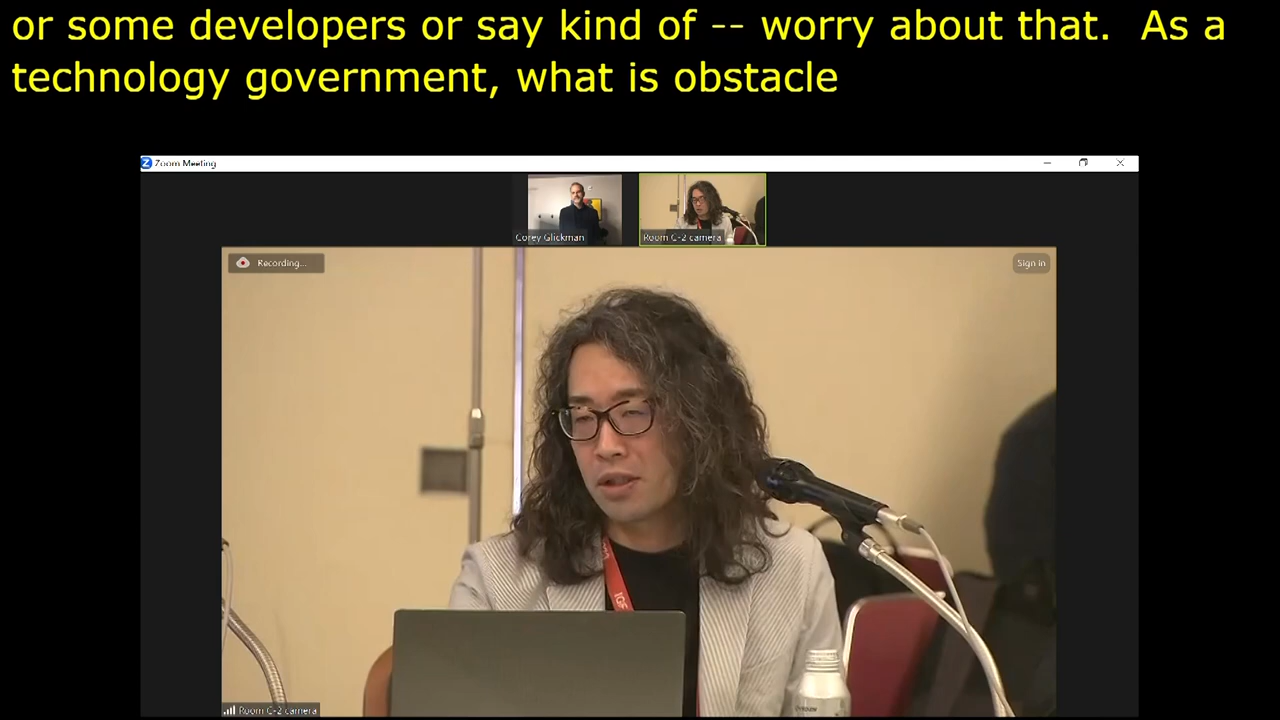 or some developers or say kind of -- worry about that.  As a
technology government, what is obstacle
Zoom Meeting
Corey Glickman
Room C-2 camera
Recording...
Sign in
IGF
Room C-2 camera